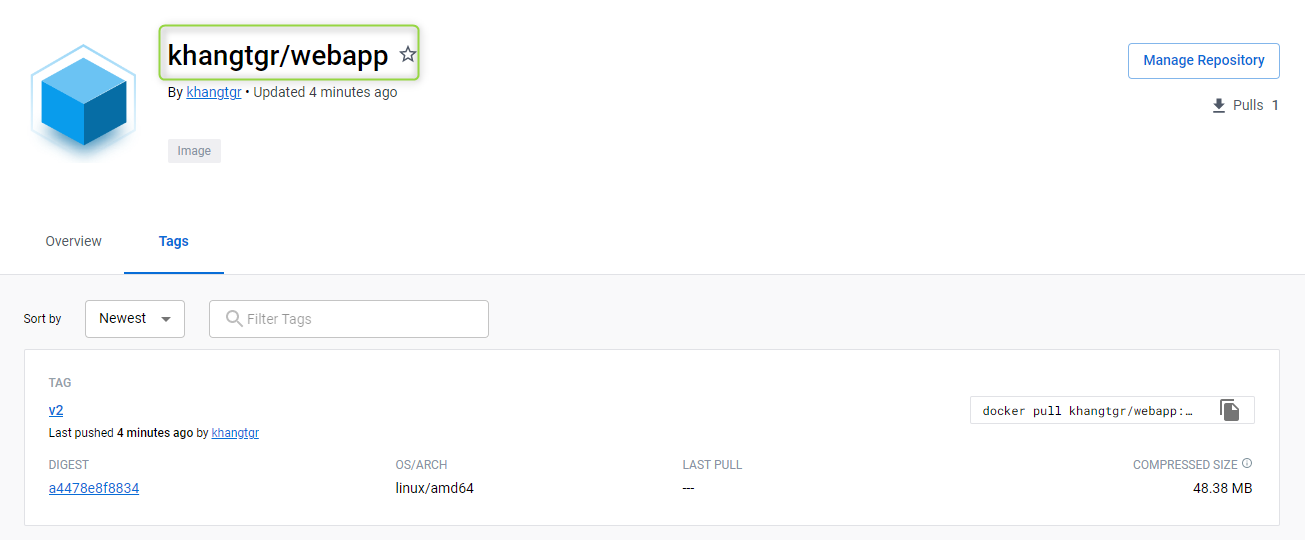 khangtgr/webapp
Manage Repository
By khangtgr • Updated 4 minutes ago
Pulls 1
Image
Overview Tags
Sort by Newest Filter Tags
TAG
v2
docker pull khangtgr/webapp:…
Last pushed 4 minutes ago by khangtgr
DIGEST OS/ARCH LAST PULL COMPRESSED SIZE
a4478e8f8834 linux/amd64 --- 48.38 MB